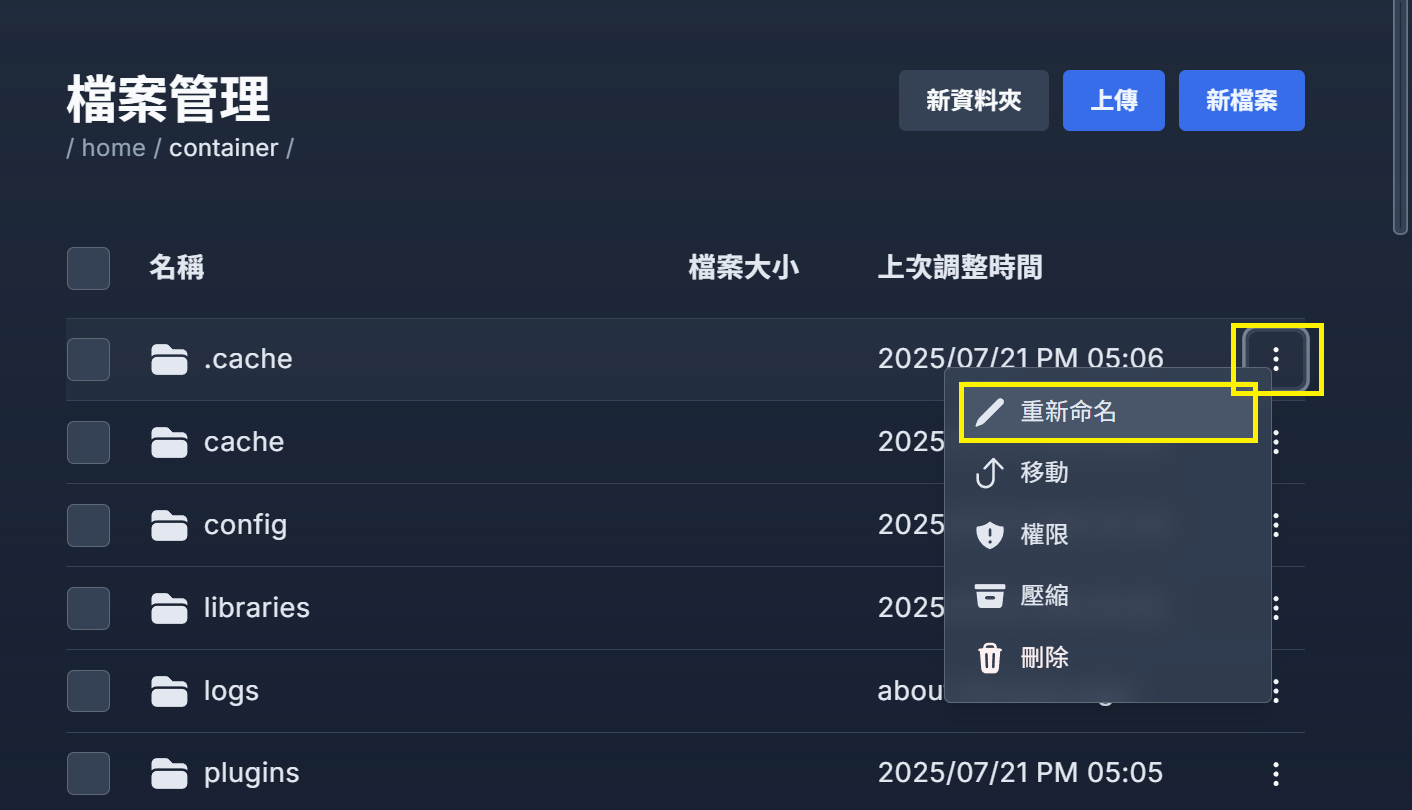 檔案管理
新資料夾 上傳 新檔案
/ home / container /
名稱 檔案大小 上次調整時間
.cache 2025/07/21 PM 05:06
重新命名
cache 2025
移動
config 2025
權限
壓縮
libraries 2025
刪除
logs
plugins 2025/07/21 PM 05:05